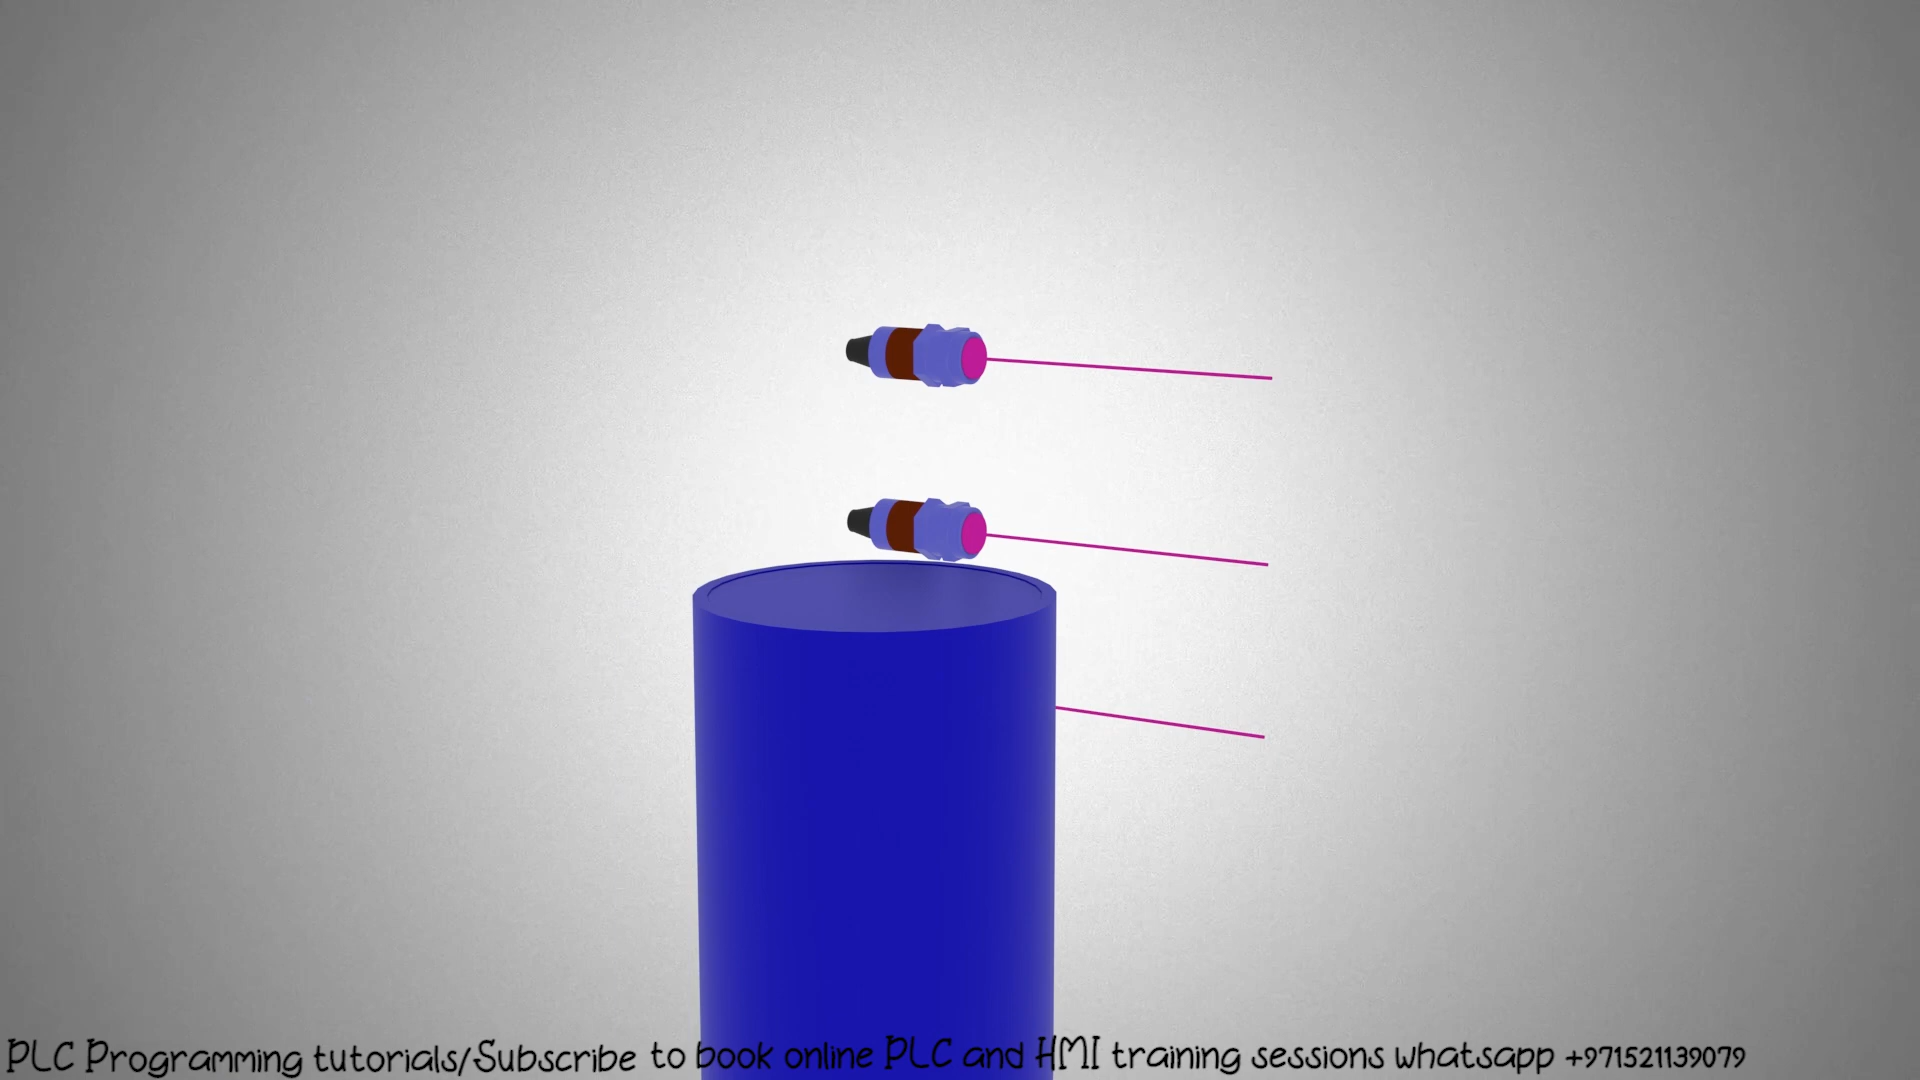 PLC Programming tutorials/Subscribe to book online PLC and HMI training sessions whatsapp +971521139079